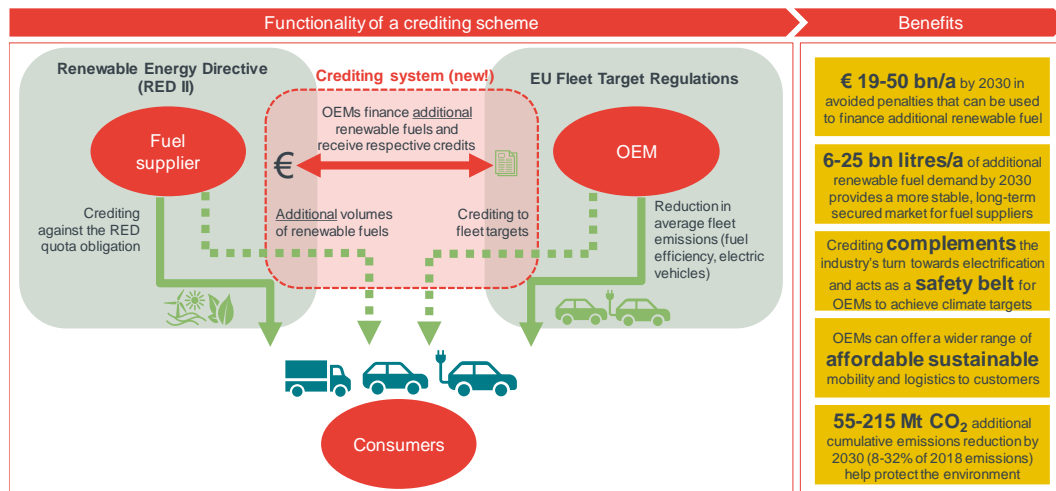 Functionality of a crediting scheme
Benefits
Renewable Energy Directive
(RED II)
Crediting system (new!)
EU Fleet Target Regulations
OEMs finance additional
renewable fuels and
receive respective credits
Fuel
supplier
€
OEM
Crediting
against the RED
quota obligation
Additional volumes
of renewable fuels
Crediting to
fleet targets
Reduction in
average fleet
emissions (fuel
efficiency, electric
vehicles)
Consumers
€ 19-50 bn/a by 2030 in
avoided penalties that can be used
to finance additional renewable fuel
6-25 bn litres/a of additional
renewable fuel demand by 2030
provides a more stable, long-term
secured market for fuel suppliers
Crediting complements the
industry's turn towards electrification
and acts as a safety belt for
OEMs to achieve climate targets
OEMs can offer a wider range of
affordable sustainable
mobility and logistics to customers
55-215 Mt CO₂ additional
cumulative emissions reduction by
2030 (8-32% of 2018 emissions)
help protect the environment